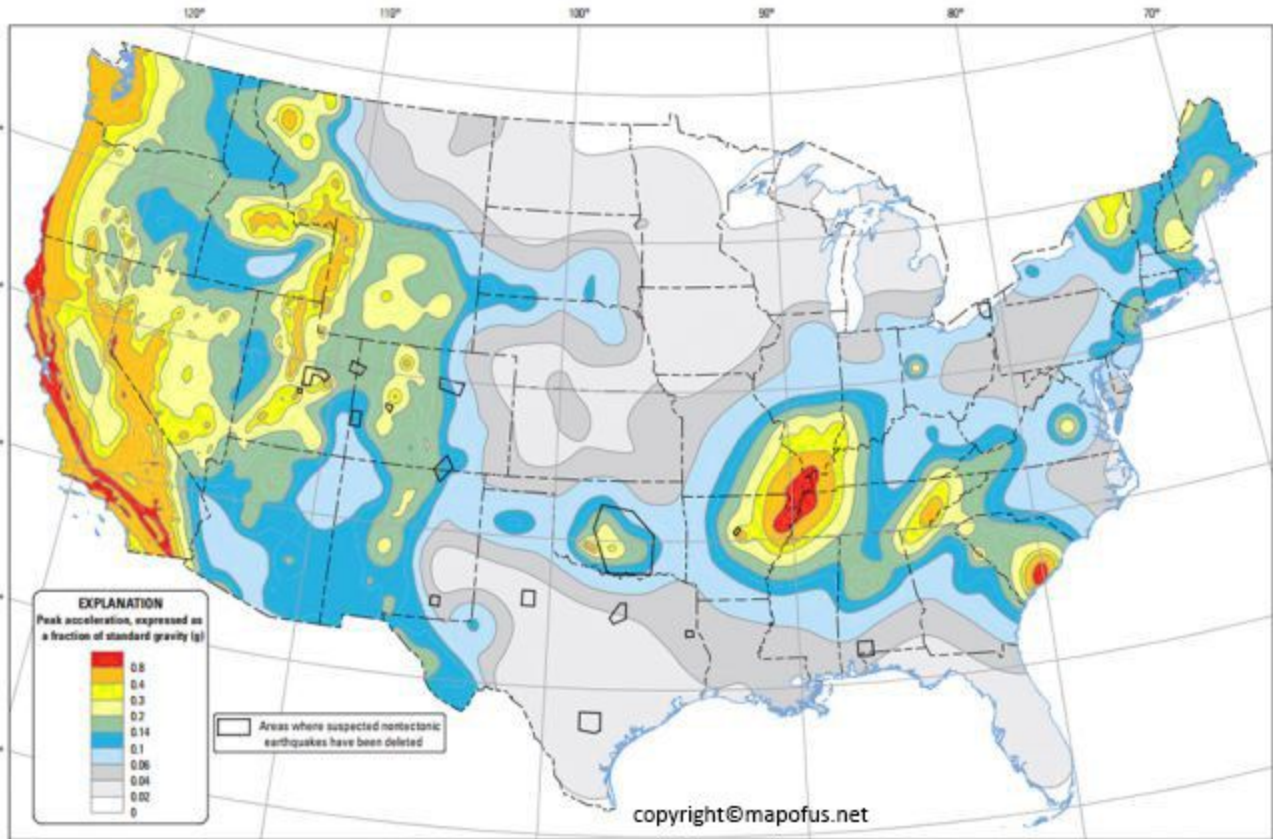 120° 110° 100° 90° 80° 70°
EXPLANATION
Peak acceleration, expressed as
a fraction of standard gravity (g)
0.8
0.4
0.3
0.2
0.14
0.1
0.06
0.04
0.02
0
Areas where suspected nontectonic
earthquakes have been deleted
copyright©mapofus.net